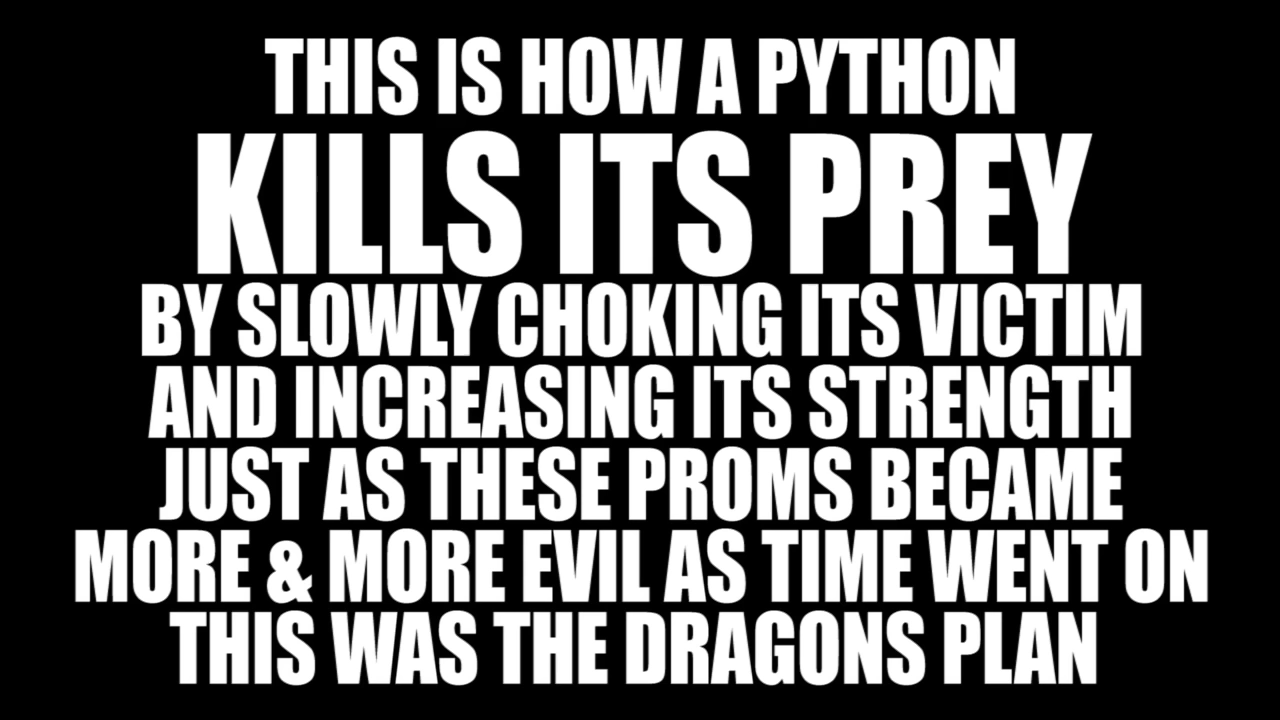 THIS IS HOW A PYTHON
KILLS ITS PREY
BY SLOWLY CHOKING ITS VICTIM
AND INCREASING ITS STRENGTH
JUST AS THESE PROMS BECAME
MORE & MORE EVIL AS TIME WENT ON
THIS WAS THE DRAGONS PLAN